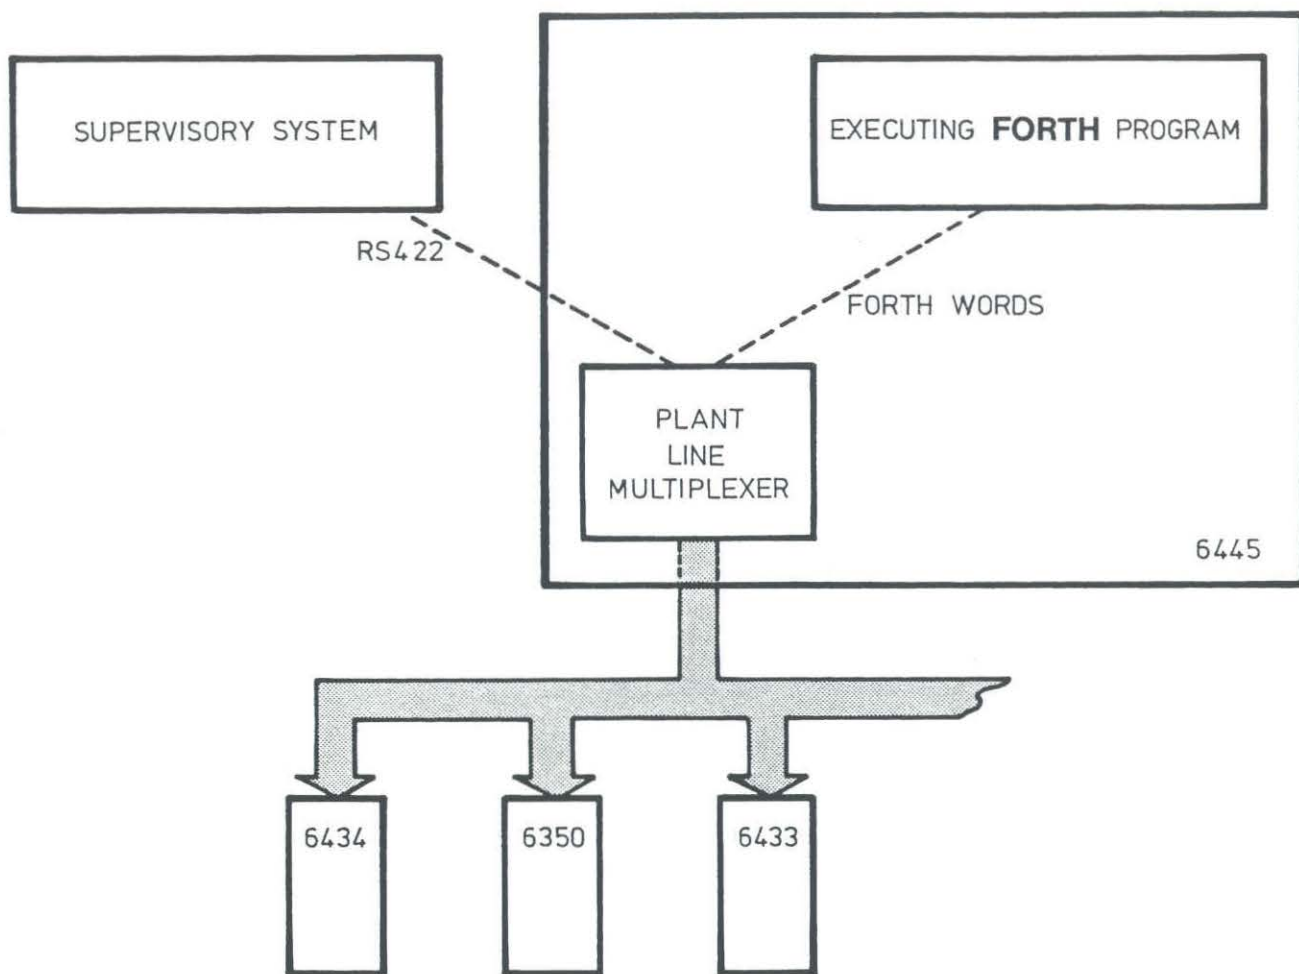 SUPERVISORY SYSTEM
EXECUTING FORTH PROGRAM
RS422
FORTH WORDS
PLANT
LINE
MULTIPLEXER
6445
6434
6350
6433